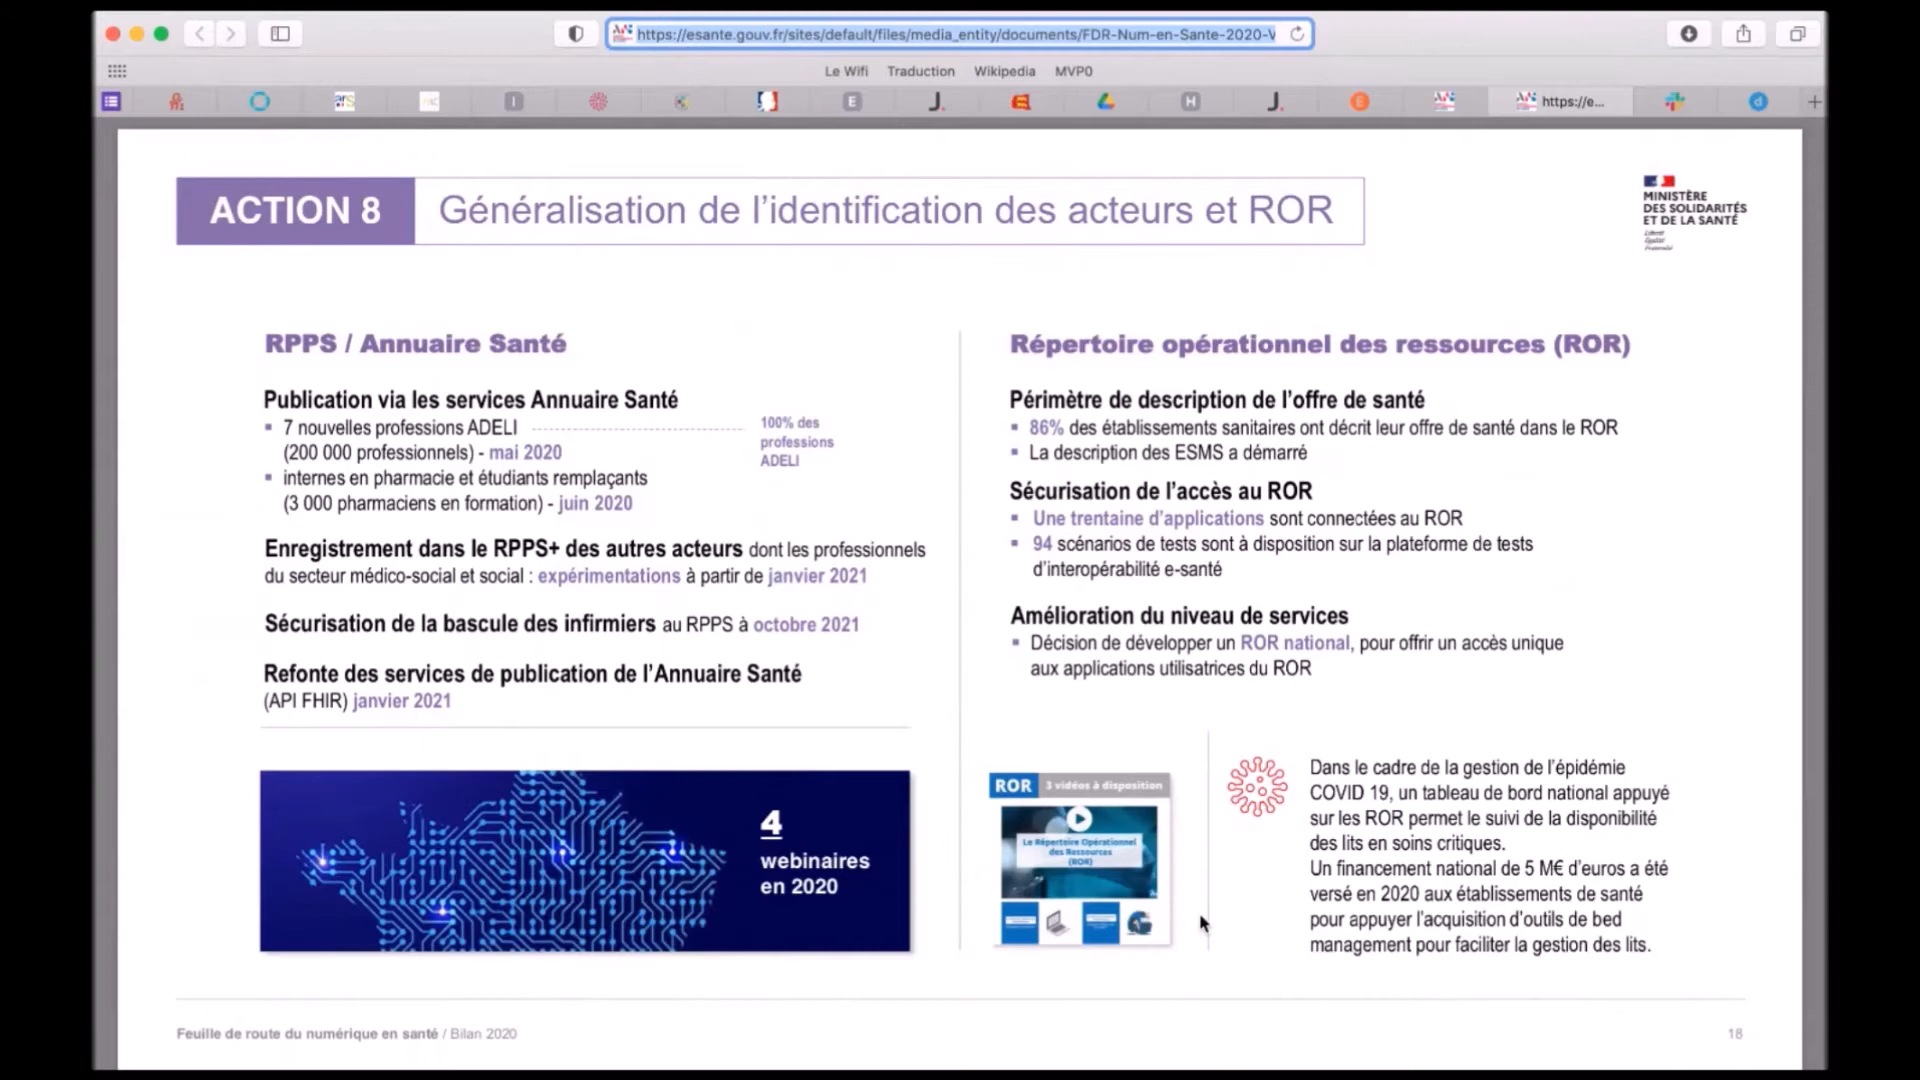 https://esante.gouv.fr/sites/default/files/media_entity/documents/FDR-Num-en-Sante-2020-V
Le Wifi Traduction Wikipedia MVP0
https://e...
ACTION 8 Généralisation de l'identification des acteurs et ROR
MINISTÈRE
DES SOLIDARITÉS
ET DE LA SANTÉ
Liberté
Égalité
Fraternité
RPPS / Annuaire Santé
Publication via les services Annuaire Santé
7 nouvelles professions ADELI
(200 000 professionnels) - mai 2020
100% des
professions
ADELI
internes en pharmacie et étudiants remplaçants
(3 000 pharmaciens en formation) - juin 2020
Enregistrement dans le RPPS+ des autres acteurs dont les professionnels
du secteur médico-social et social : expérimentations à partir de janvier 2021
Sécurisation de la bascule des infirmiers au RPPS à octobre 2021
Refonte des services de publication de l'Annuaire Santé
(API FHIR) janvier 2021
4
webinaires
en 2020
Répertoire opérationnel des ressources (ROR)
Périmètre de description de l'offre de santé
86% des établissements sanitaires ont décrit leur offre de santé dans le ROR
La description des ESMS a démarré
Sécurisation de l'accès au ROR
Une trentaine d'applications sont connectées au ROR
94 scénarios de tests sont à disposition sur la plateforme de tests
d'interopérabilité e-santé
Amélioration du niveau de services
Décision de développer un ROR national, pour offrir un accès unique
aux applications utilisatrices du ROR
ROR 3 vidéos à disposition
Le Répertoire Opérationnel
des Ressources
(ROR)
Dans le cadre de la gestion de l'épidémie
COVID 19, un tableau de bord national appuyé
sur les ROR permet le suivi de la disponibilité
des lits en soins critiques.
Un financement national de 5 M€ d'euros a été
versé en 2020 aux établissements de santé
pour appuyer l'acquisition d'outils de bed
management pour faciliter la gestion des lits.
Feuille de route du numérique en santé / Bilan 2020
18